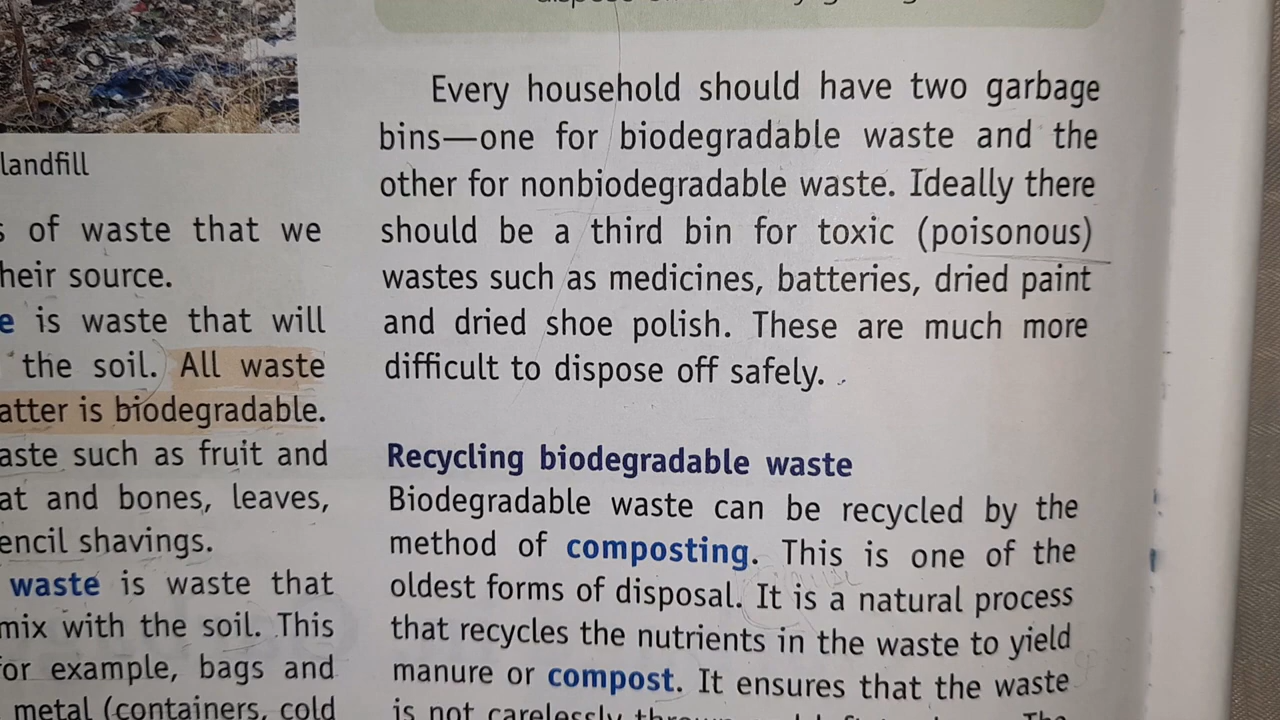 landfill
of waste that we
heir source.
is waste that will
the soil. All waste
atter is biodegradable.
aste such as fruit and
at and bones, leaves,
encil shavings.
waste is waste that
mix with the soil. This
for example, bags and
metal (containers, cold
Every household should have two garbage
bins—one for biodegradable waste and the
other for nonbiodegradable waste. Ideally there
should be a third bin for toxic (poisonous)
wastes such as medicines, batteries, dried paint
and dried shoe polish. These are much more
difficult to dispose off safely.
Recycling biodegradable waste
Biodegradable waste can be recycled by the
method of composting. This is one of the
oldest forms of disposal. It is a natural process
that recycles the nutrients in the waste to yield
manure or compost. It ensures that the waste
is not carelessly